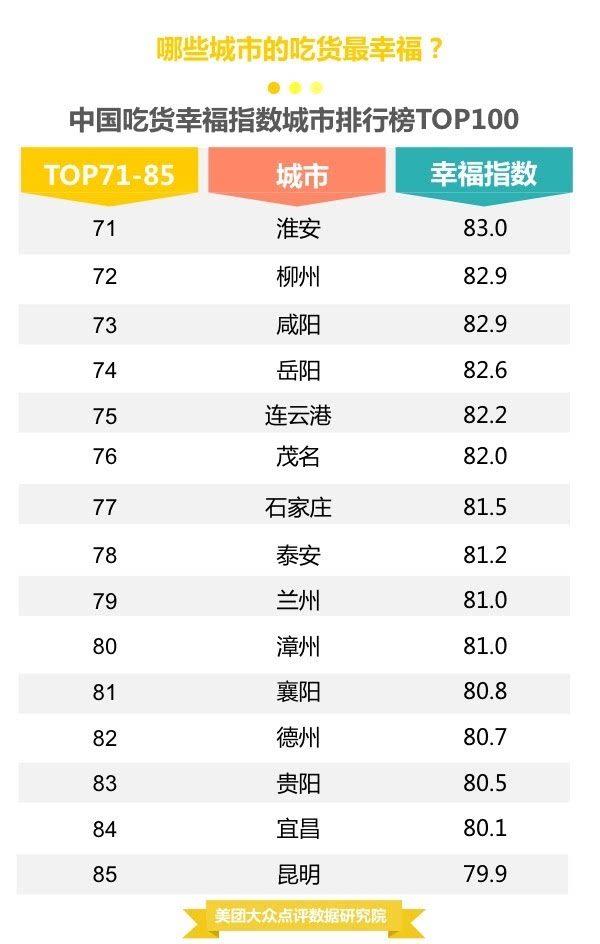 哪些城市的吃货最幸福？
中国吃货幸福指数城市排行榜TOP100
TOP71-85 城市 幸福指数
71 淮安 83.0
72 柳州 82.9
73 咸阳 82.9
74 岳阳 82.6
75 连云港 82.2
76 茂名 82.0
77 石家庄 81.5
78 泰安 81.2
79 兰州 81.0
80 漳州 81.0
81 襄阳 80.8
82 德州 80.7
83 贵阳 80.5
84 宜昌 80.1
85 昆明 79.9
美团大众点评数据研究院